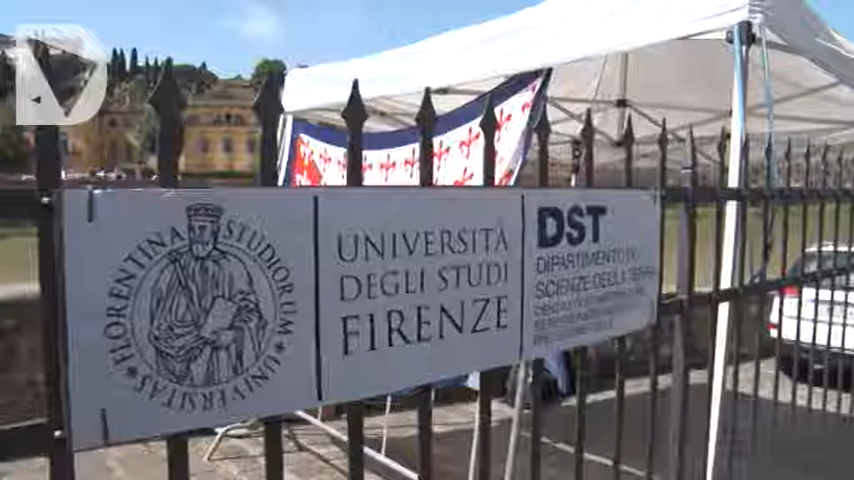 FLORENTINA STUDIORUM UNIVERSITAS
UNIVERSITÀ
DEGLI STUDI
FIRENZE
DST
DIPARTIMENTO DI
SCIENZE DELLA TERRA